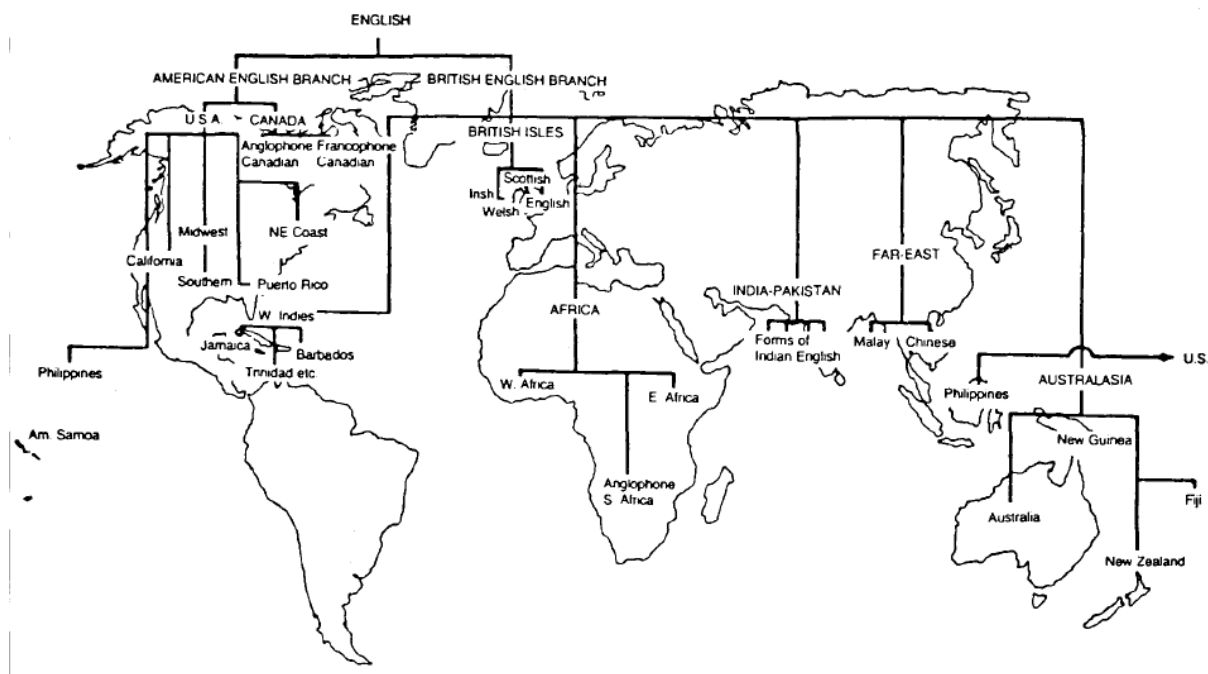 ENGLISH
AMERICAN ENGLISH BRANCH
BRITISH ENGLISH BRANCH
U.S.A.
CANADA
Anglophone
Canadian
Francophone
Canadian
BRITISH ISLES
Scottish
Irish
Welsh
English
Midwest
NE Coast
California
Southern
Puerto Rico
W. Indies
Jamaica
Barbados
Trinidad etc.
Philippines
Am. Samoa
AFRICA
W. Africa
E. Africa
Anglophone
S. Africa
INDIA-PAKISTAN
Forms of
Indian English
FAR-EAST
Malay
Chinese
Philippines
U.S.
AUSTRALASIA
New Guinea
Australia
Fiji
New Zealand